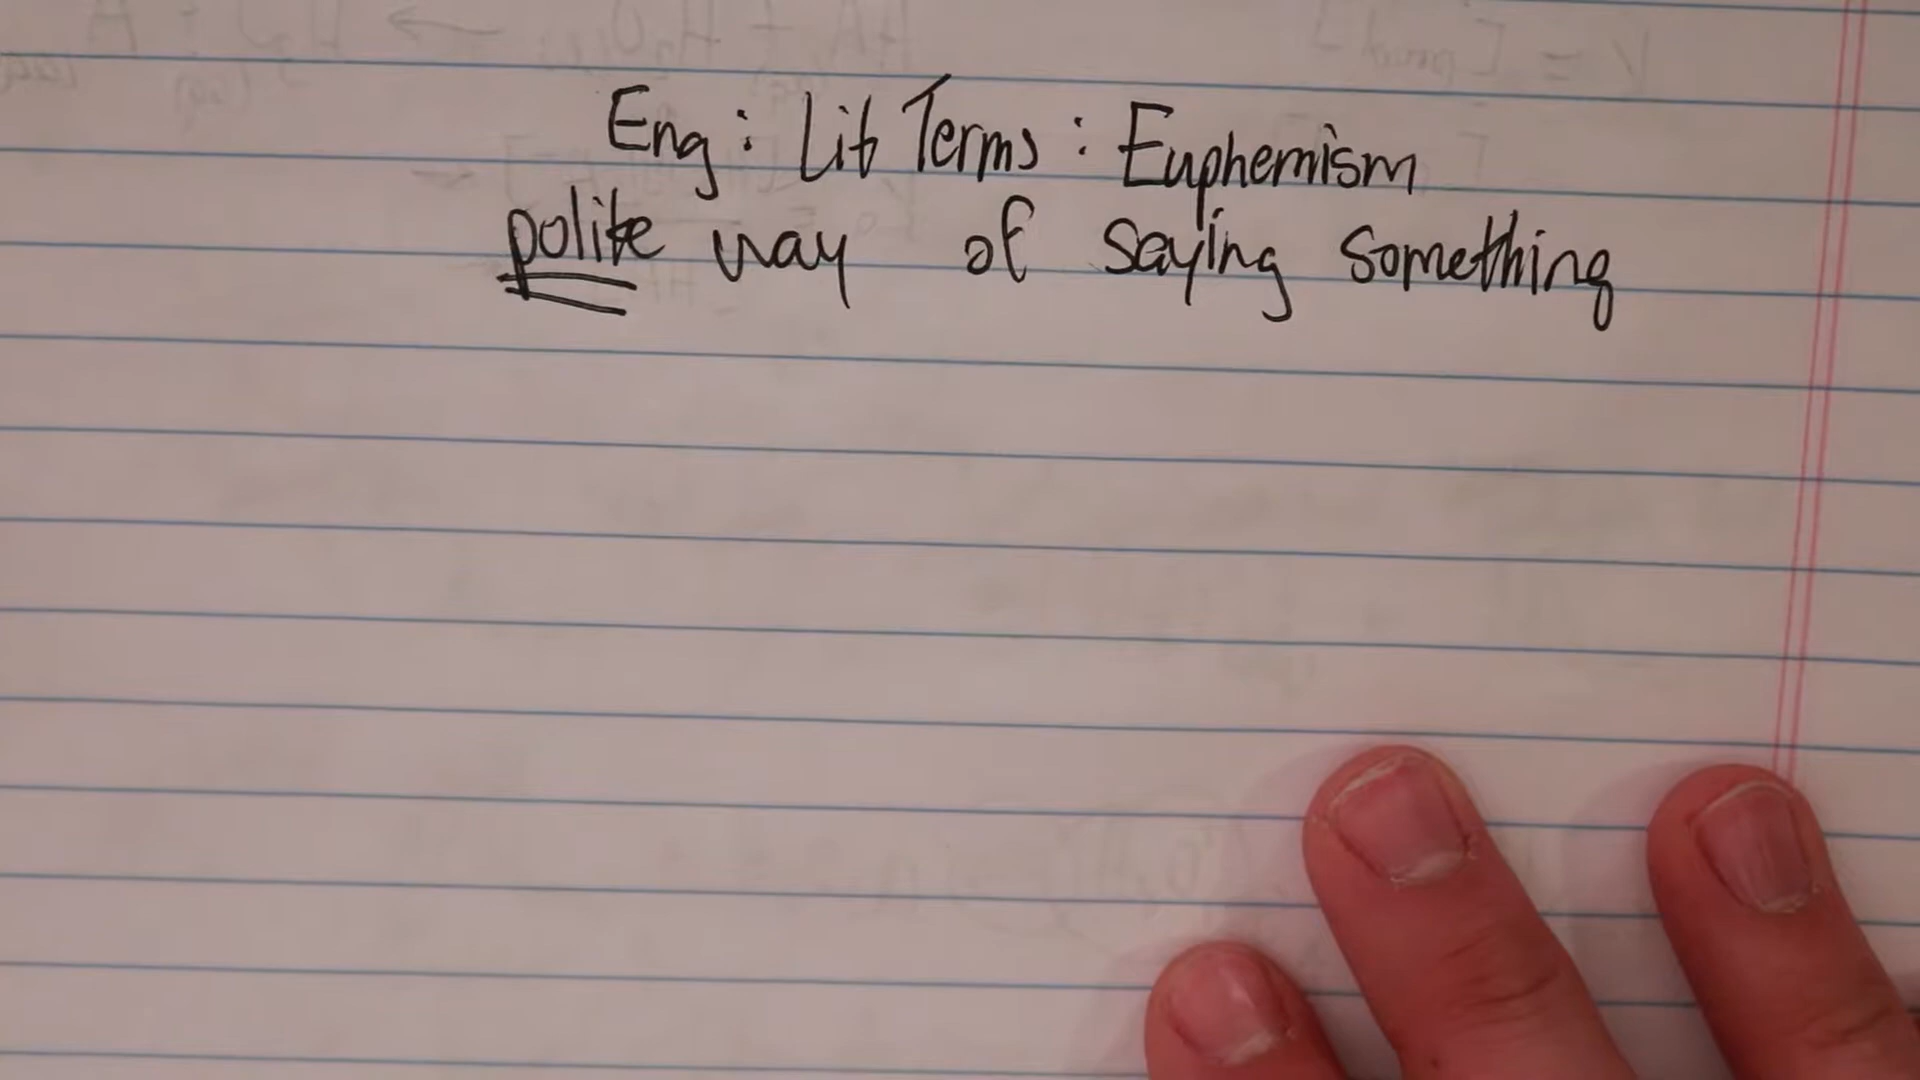 Eng : Lit Terms : Euphemism
polite way of saying something